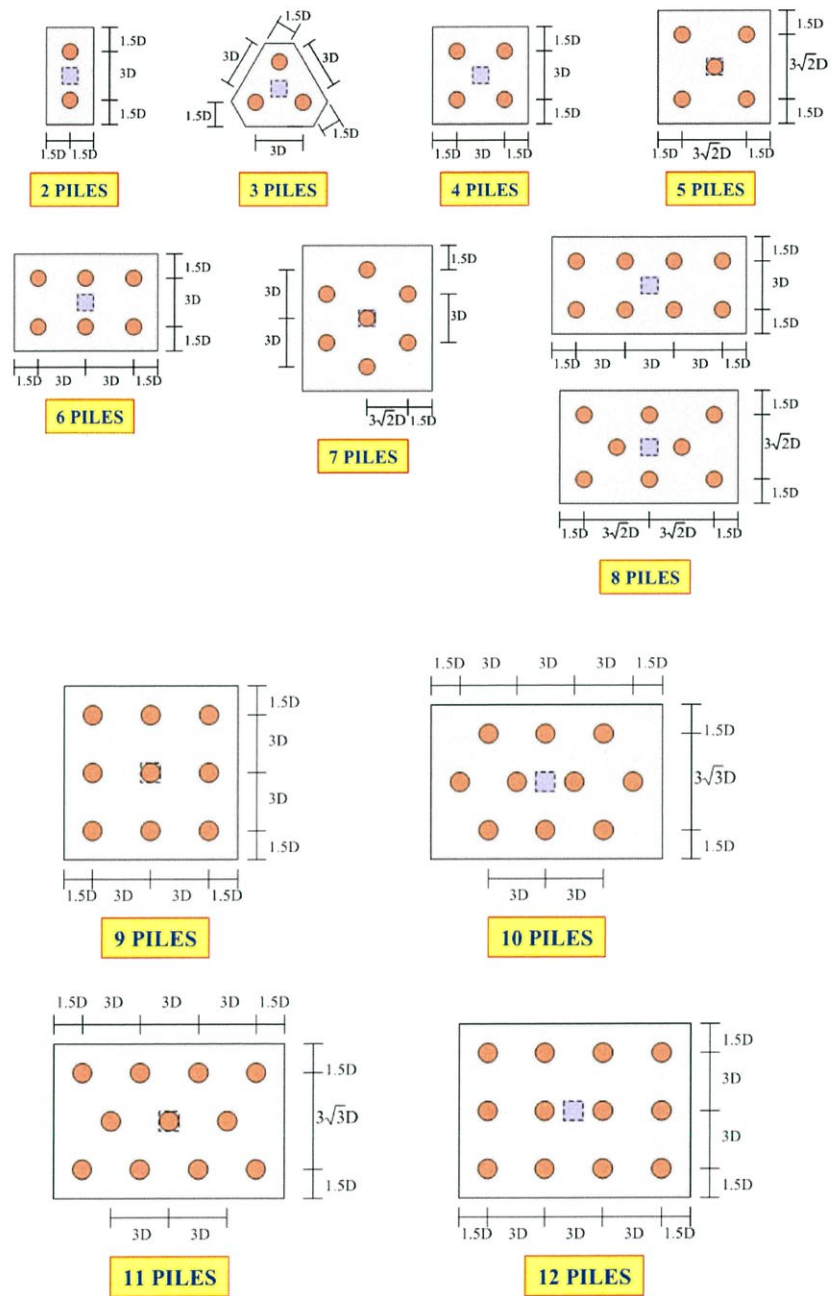 1.5D
3D
1.5D
1.5D 1.5D
2 PILES
1.5D
3D
3D
1.5D
1.5D
3D
3 PILES
1.5D
3D
1.5D
1.5D 3D 1.5D
4 PILES
1.5D
3√2D
1.5D
1.5D 3√2D 1.5D
5 PILES
1.5D
3D
1.5D
1.5D 3D 3D 1.5D
6 PILES
3D
3D
1.5D
3D
3√2D 1.5D
7 PILES
1.5D
3D
1.5D
1.5D 3D 3D 3D 1.5D
1.5D
3√2D
1.5D
1.5D 3√2D 3√2D 1.5D
8 PILES
1.5D
3D
3D
1.5D
1.5D 3D 3D 1.5D
9 PILES
1.5D 3D 3D 3D 1.5D
1.5D
3√3D
1.5D
3D 3D
10 PILES
1.5D 3D 3D 3D 1.5D
1.5D
3√3D
1.5D
3D 3D
11 PILES
1.5D
3D
3D
1.5D
1.5D 3D 3D 3D 1.5D
12 PILES